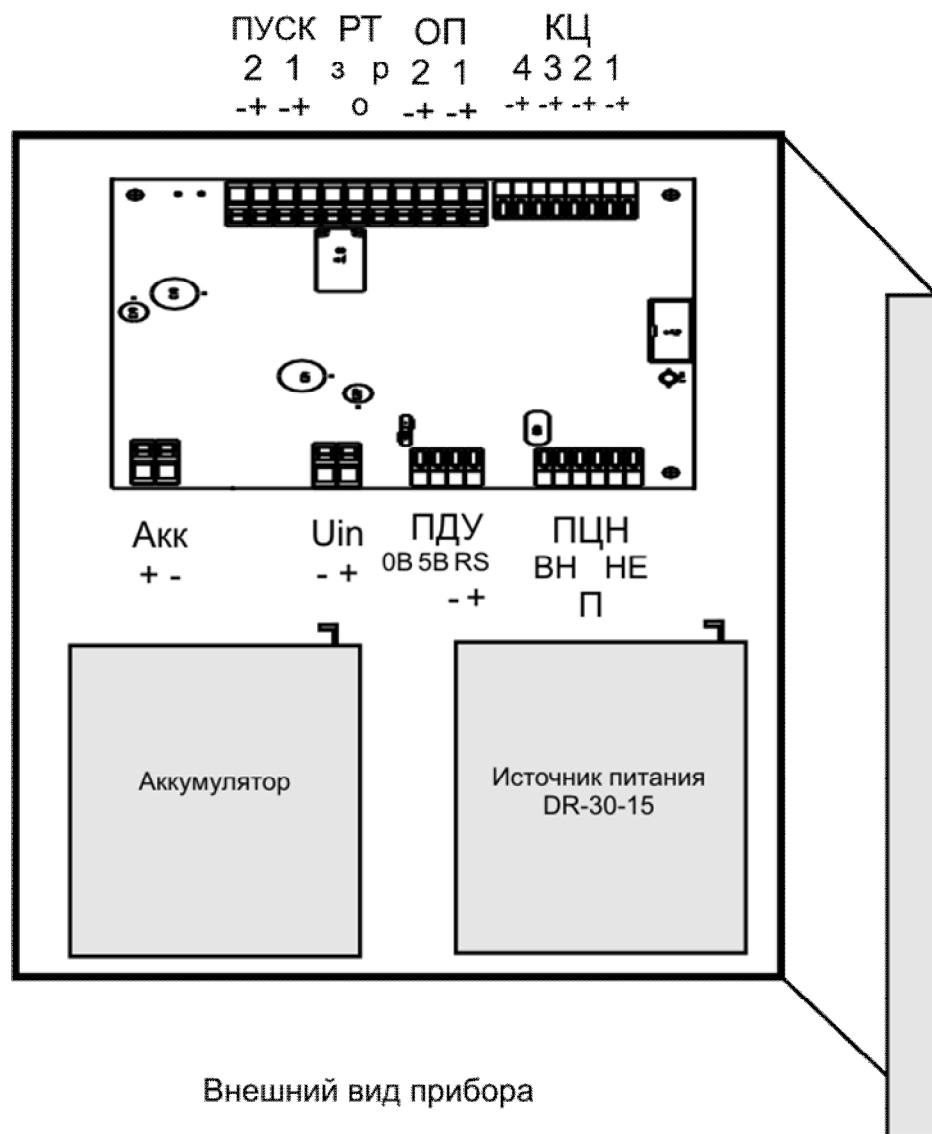 ПУСК РТ ОП КЦ
2 1 з р 2 1 4 3 2 1
-+ -+ о -+ -+ -+ -+ -+ -+
Акк Uin ПДУ ПЦН
+ - - + 0В 5В RS ВН НЕ
- + П
Аккумулятор
Источник питания
DR-30-15
Внешний вид прибора